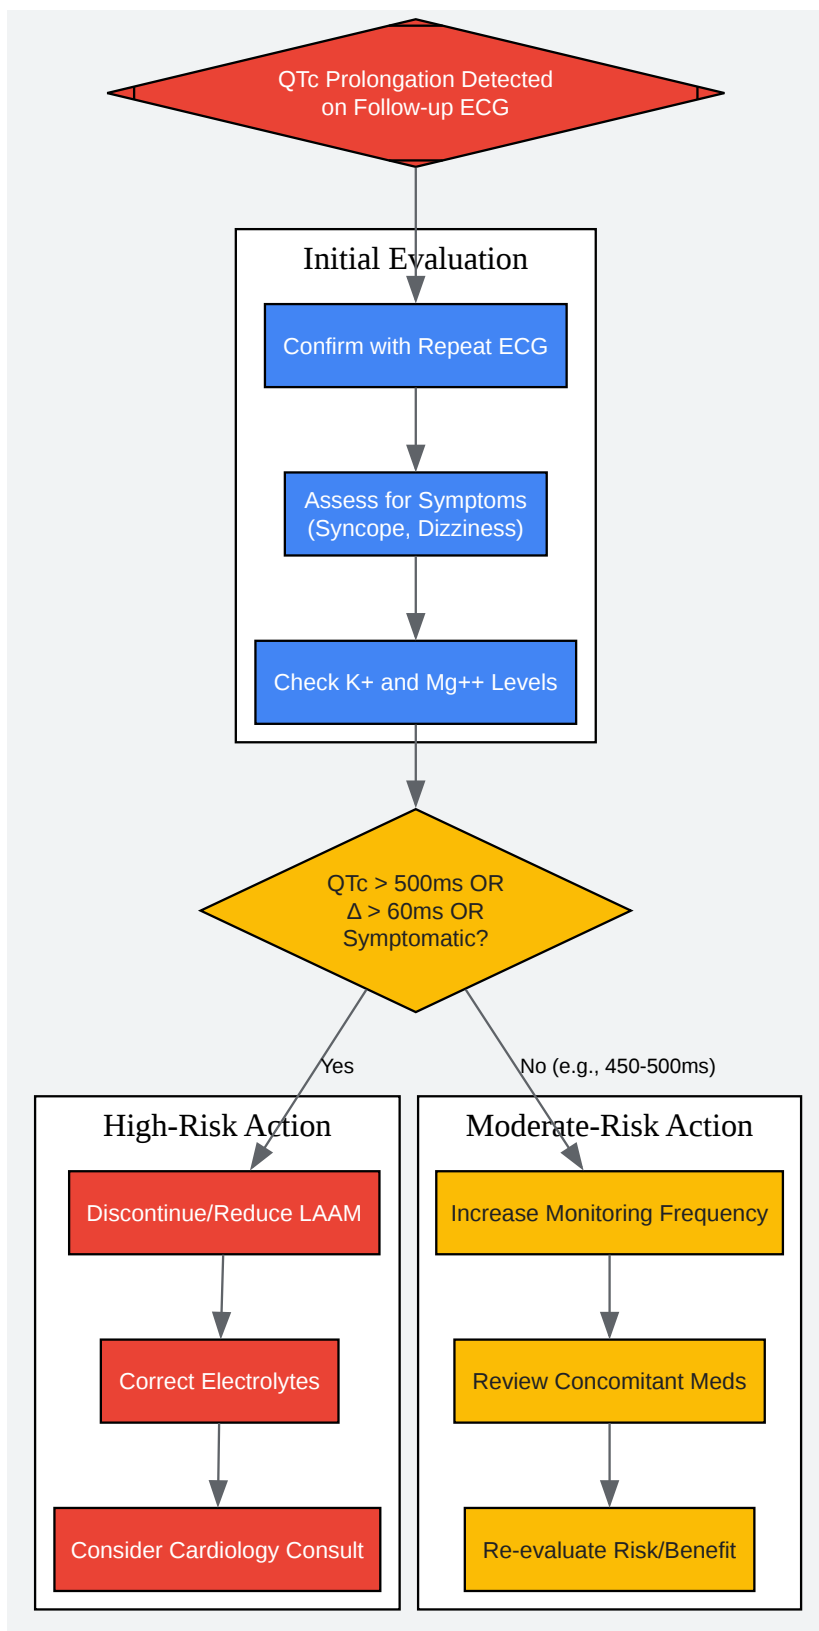 QTc Prolongation Detected
on Follow-up ECG
Initial Evaluation
Confirm with Repeat ECG
Assess for Symptoms
(Syncope, Dizziness)
Check K+ and Mg++ Levels
QTc > 500ms OR
Δ > 60ms OR
Symptomatic?
Yes
No (e.g., 450-500ms)
High-Risk Action
Discontinue/Reduce LAAM
Correct Electrolytes
Consider Cardiology Consult
Moderate-Risk Action
Increase Monitoring Frequency
Review Concomitant Meds
Re-evaluate Risk/Benefit